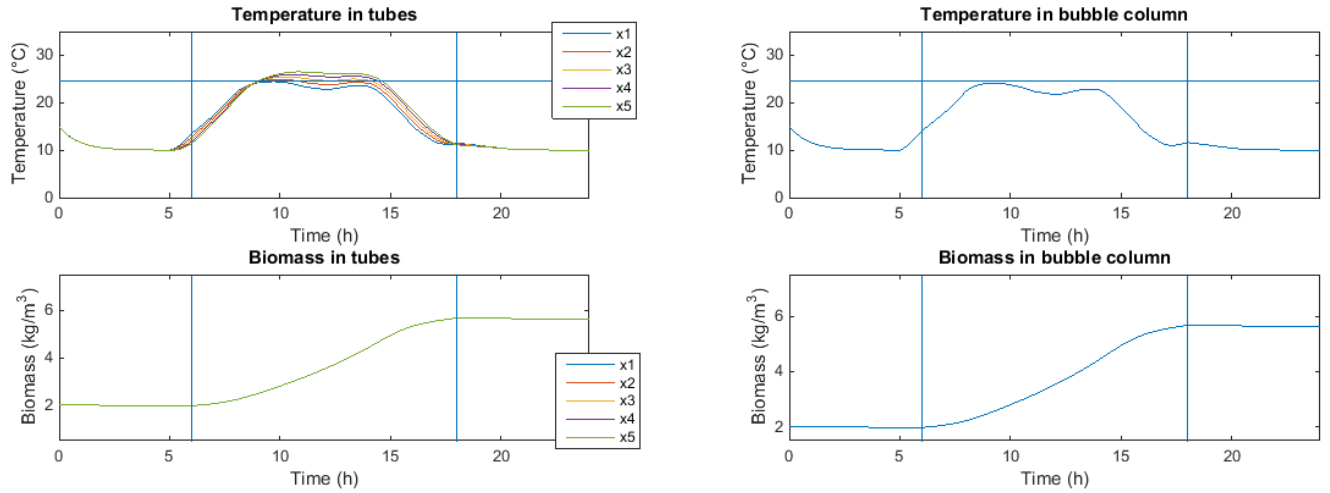 Temperature in tubes
Temperature (°C)
30
20
10
0
0 5 10 15 20
Time (h)
x1
x2
x3
x4
x5
Temperature in bubble column
Temperature (°C)
30
20
10
0
0 5 10 15 20
Time (h)
Biomass in tubes
Biomass (kg/m³)
6
4
2
0 5 10 15 20
Time (h)
x1
x2
x3
x4
x5
Biomass in bubble column
Biomass (kg/m³)
6
4
2
0 5 10 15 20
Time (h)